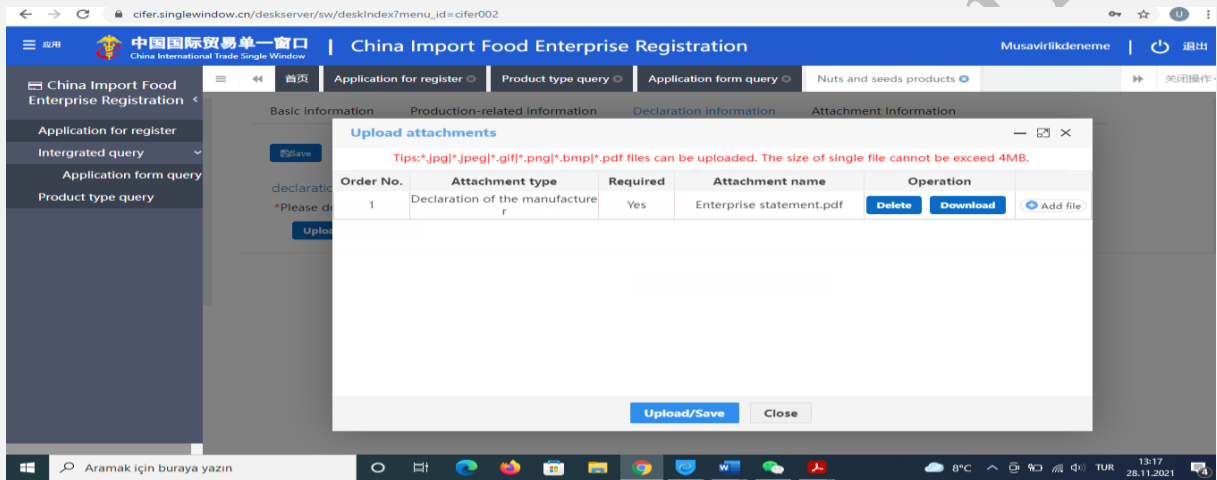 cifer.singlewindow.cn/deskserver/sw/deskIndex?menu_id=cifer002
U
应用
中国国际贸易单一窗口
China International Trade Single Window
| China Import Food Enterprise Registration
Musavirlikdeneme
|
退出
China Import Food
Enterprise Registration
首页
Application for register
Product type query
Application form query
Nuts and seeds products
关闭操作
Application for register
Intergrated query
Application form query
Product type query
Basic information
Production-related information
Declaration information
Attachment Information
Save
declaratic
*Please d
Uploa
Upload attachments
Tips:*.jpg|*.jpeg|*.gif|*.png|*.bmp|*.pdf files can be uploaded. The size of single file cannot be exceed 4MB.
Order No.
Attachment type
Required
Attachment name
Operation
1
Declaration of the manufacture
r
Yes
Enterprise statement.pdf
Delete
Download
Add file
Upload/Save
Close
Aramak için buraya yazın
8°C
TUR
13:17
28.11.2021
4